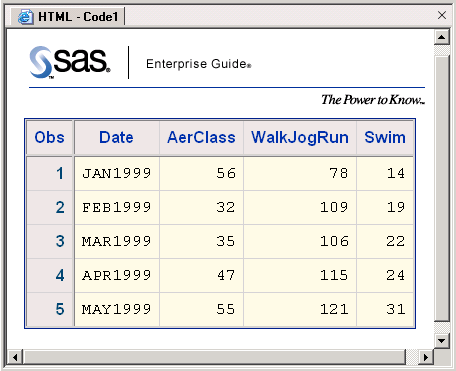 HTML - Code1
sas. Enterprise Guide®
The Power to Know™
Obs Date AerClass WalkJogRun Swim
1 JAN1999 56 78 14
2 FEB1999 32 109 19
3 MAR1999 35 106 22
4 APR1999 47 115 24
5 MAY1999 55 121 31